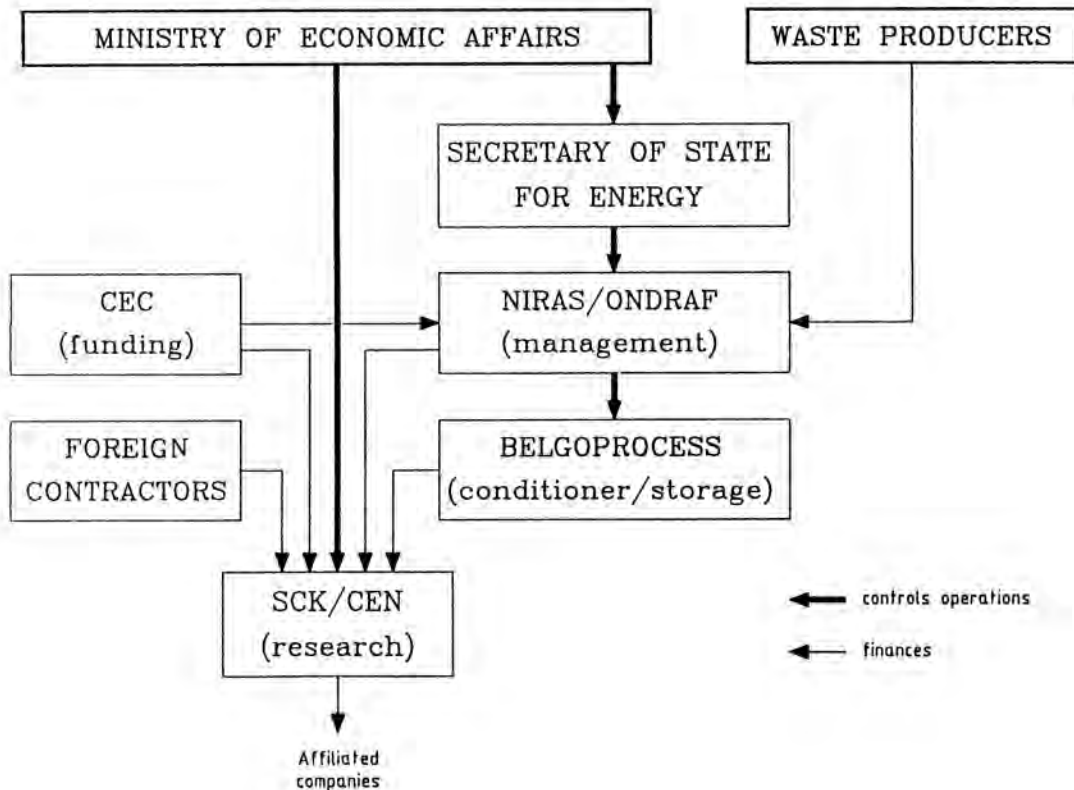 MINISTRY OF ECONOMIC AFFAIRS
WASTE PRODUCERS
SECRETARY OF STATE
FOR ENERGY
CEC
(funding)
NIRAS/ONDRAF
(management)
FOREIGN
CONTRACTORS
BELGOPROCESS
(conditioner/storage)
SCK/CEN
(research)
controls operations
finances
Affiliated
companies